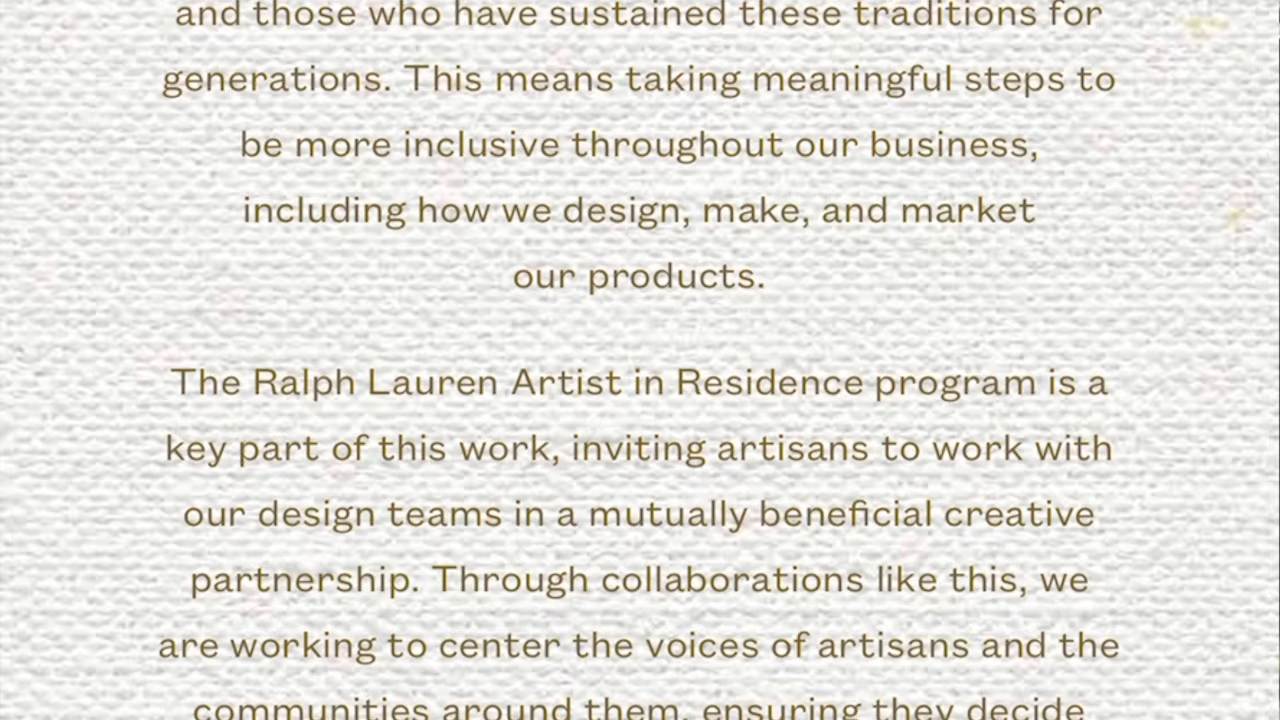 and those who have sustained these traditions for
generations. This means taking meaningful steps to
be more inclusive throughout our business,
including how we design, make, and market
our products.
The Ralph Lauren Artist in Residence program is a
key part of this work, inviting artisans to work with
our design teams in a mutually beneficial creative
partnership. Through collaborations like this, we
are working to center the voices of artisans and the
communities around them, ensuring they decide